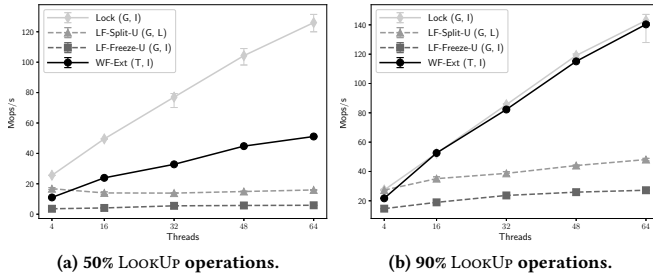 Lock (G, I)
LF-Split-U (G, L)
LF-Freeze-U (G, I)
WF-Ext (T, I)
120
100
80
60
40
20
0
Mops/s
4 16 32 48 64
Threads
(a) 50% LOOKUP operations.
Lock (G, I)
LF-Split-U (G, L)
LF-Freeze-U (G, I)
WF-Ext (T, I)
140
120
100
80
60
40
20
Mops/s
4 16 32 48 64
Threads
(b) 90% LOOKUP operations.